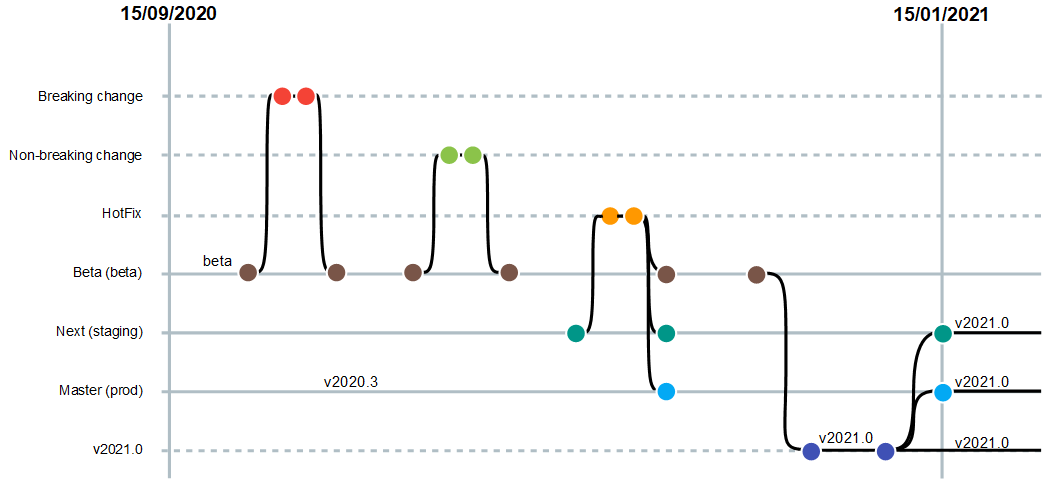 15/09/2020
15/01/2021
Breaking change
Non-breaking change
HotFix
beta
Beta (beta)
Next (staging)
v2021.0
v2020.3
Master (prod)
v2021.0
v2021.0
v2021.0
v2021.0